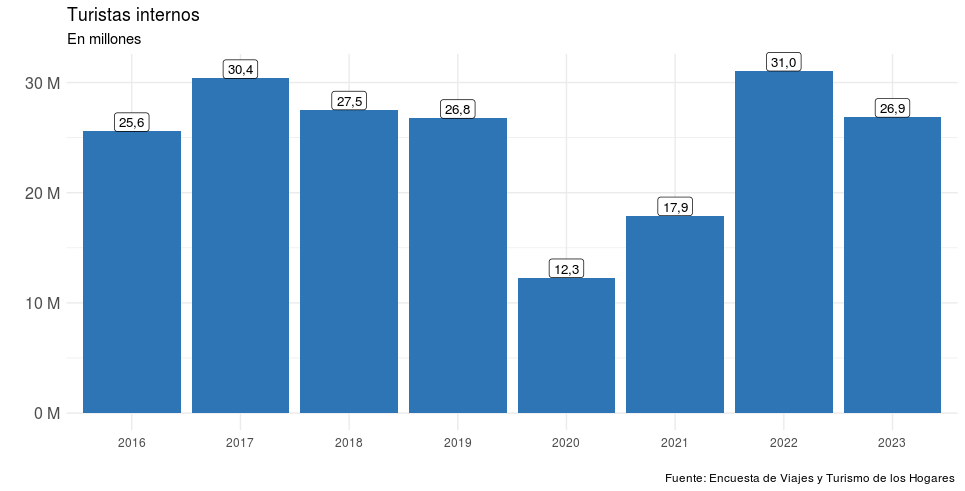 Turistas internos
En millones
30 M
20 M
10 M
0 M
25,6
30,4
27,5
26,8
12,3
17,9
31,0
26,9
2016
2017
2018
2019
2020
2021
2022
2023
Fuente: Encuesta de Viajes y Turismo de los Hogares